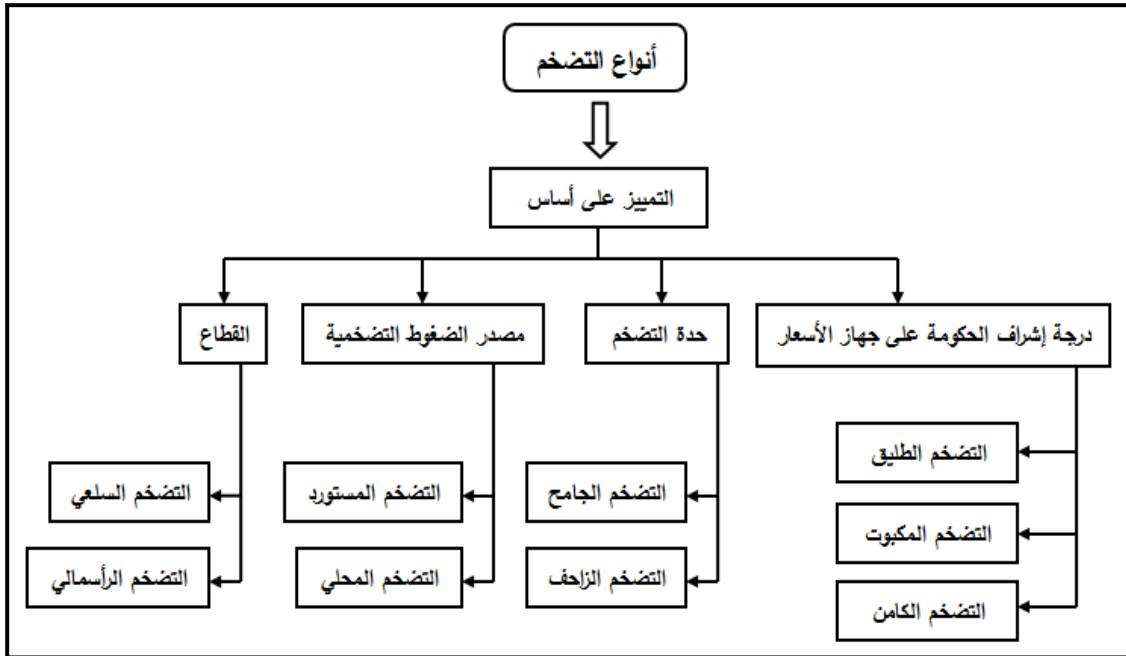 أنواع التضخم
التمييز على أساس
درجة إشراف الحكومة على جهاز الأسعار
حدة التضخم
مصدر الضغوط التضخمية
القطاع
التضخم الطليق
التضخم المكبوت
التضخم الكامن
التضخم الجامح
التضخم الزاحف
التضخم المستورد
التضخم المحلي
التضخم السلعي
التضخم الرأسمالي